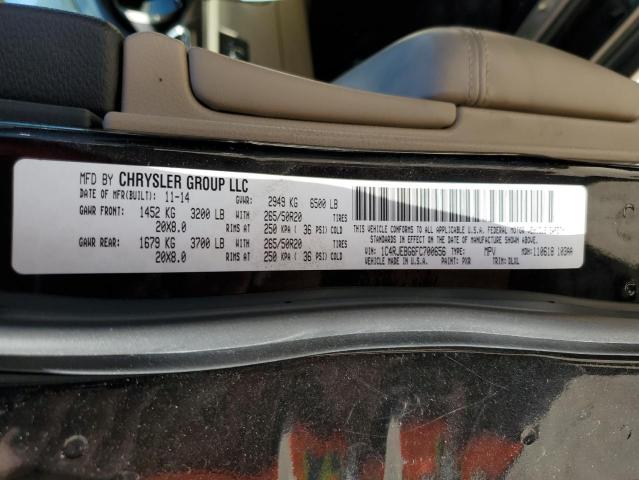 MFD BY CHRYSLER GROUP LLC
DATE OF MFR(BUILT): 11-14 GVWR: 2949 KG 6500 LB
GAWR FRONT: 1452 KG 3200 LB WITH 265/50R20 TIRES
20X8.0 RIMS AT 250 KPA( 36 PSI) COLD
GAWR REAR: 1679 KG 3700 LB WITH 265/50R20 TIRES
20X8.0 RIMS AT 250 KPA( 36 PSI) COLD
THIS VEHICLE CONFORMS TO ALL APPLICABLE U.S.A. FEDERAL MOTOR VEHICLE SAFETY
STANDARDS IN EFFECT ON THE DATE OF MANUFACTURE SHOWN ABOVE.
VIN: 1C4RJEBG6FC700656 TYPE: MPV MDH: 110618 103AA
VEHICLE MADE IN U.S.A. PAINT: PXR TRIM: DLXL